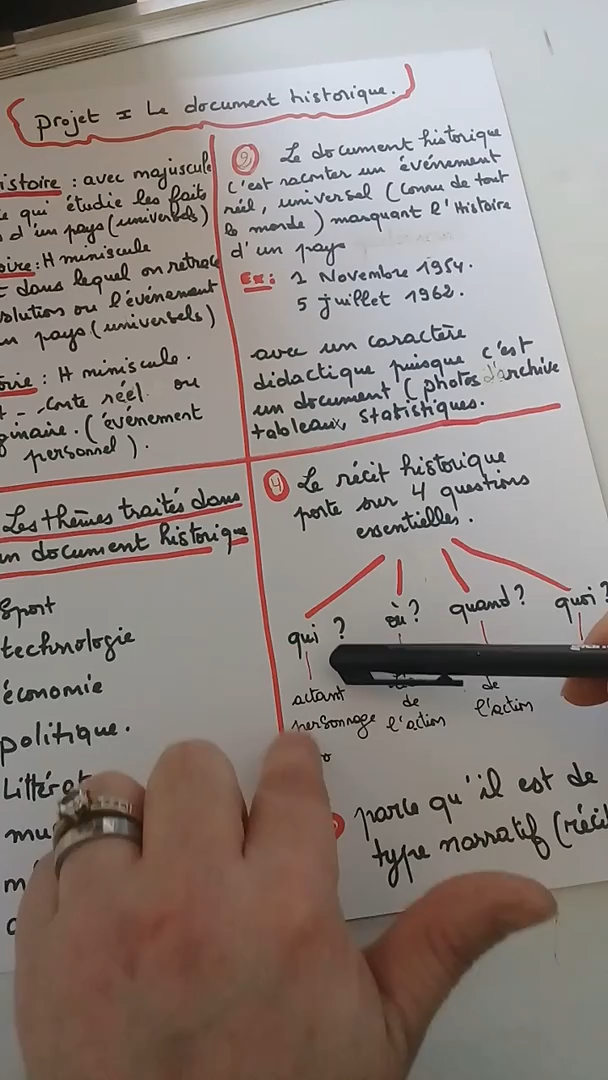 Projet I Le document historique.
istoire : avec majuscule
qui étudie les faits
d'un pays (universels)
oire : H miniscule
dans lequel on retrace
solution ou l'événement
un pays (universels)
oire : H miniscule.
conte réel ou
ginaire. (événement
personnel).
2 Le document historique
c'est raconter un événement
réel, universel (connu de tout
le monde) marquant l'Histoire
d'un pays
Ex: 1 Novembre 1954.
5 juillet 1962.
avec un caractère
didactique puisque c'est
un document (photos d'archive
tableaux, statistiques.
Les thèmes traités dans
un document historique
Sport
technologie
économie
politique.
Littérat
mu
m
4 Le récit historique
porte sur 4 questions
essentielles.
qui ? où ? quand ? quoi ?
actant
personnage
de l'action
de l'action
parce qu'il est de
type narratif (récit